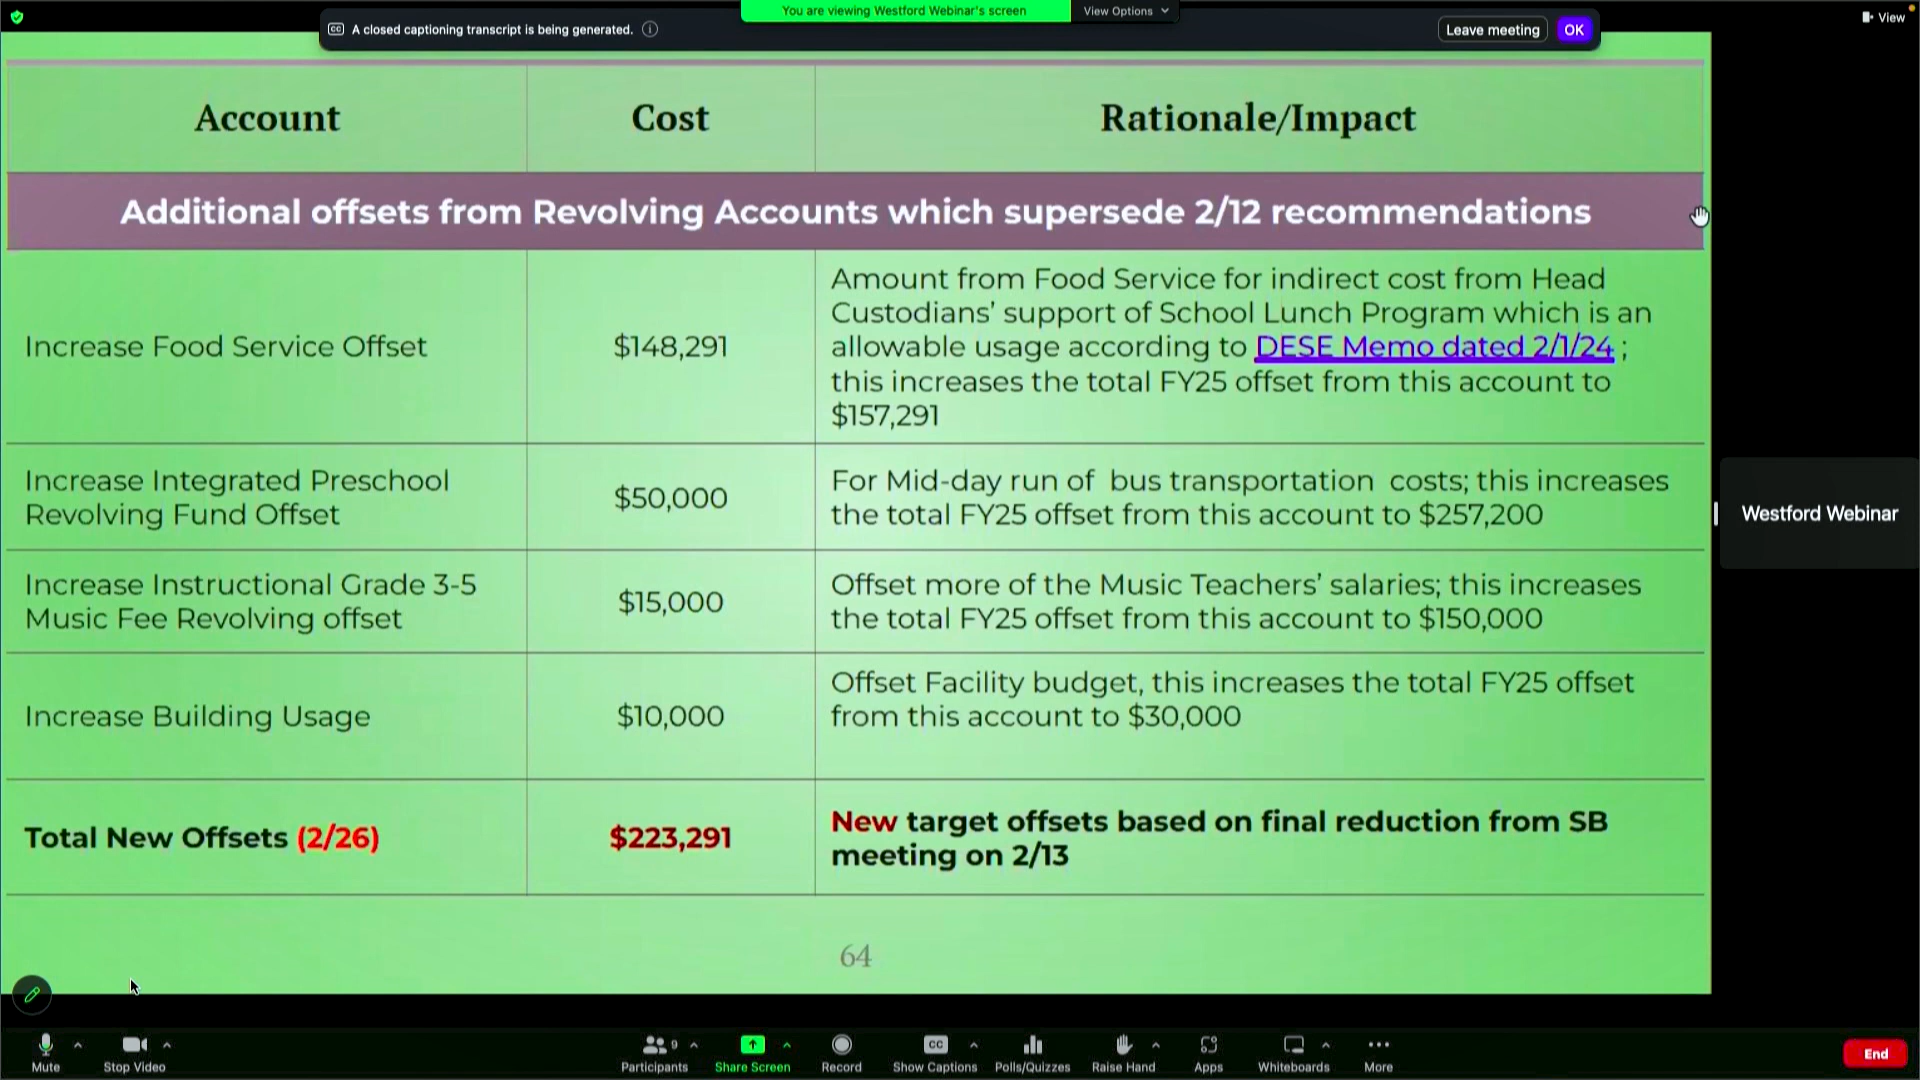 You are viewing Westford Webinar's screen
View Options
View
CC A closed captioning transcript is being generated.
Leave meeting
OK
Account
Cost
Rationale/Impact
Additional offsets from Revolving Accounts which supersede 2/12 recommendations
Increase Food Service Offset
$148,291
Amount from Food Service for indirect cost from Head
Custodians' support of School Lunch Program which is an
allowable usage according to DESE Memo dated 2/1/24 ;
this increases the total FY25 offset from this account to
$157,291
Increase Integrated Preschool
Revolving Fund Offset
$50,000
For Mid-day run of bus transportation costs; this increases
the total FY25 offset from this account to $257,200
Increase Instructional Grade 3-5
Music Fee Revolving offset
$15,000
Offset more of the Music Teachers' salaries; this increases
the total FY25 offset from this account to $150,000
Increase Building Usage
$10,000
Offset Facility budget, this increases the total FY25 offset
from this account to $30,000
Total New Offsets (2/26)
$223,291
New target offsets based on final reduction from SB
meeting on 2/13
64
Westford Webinar
Mute
Stop Video
Participants
9
Share Screen
Record
CC
Show Captions
Polls/Quizzes
Raise Hand
Apps
Whiteboards
More
End